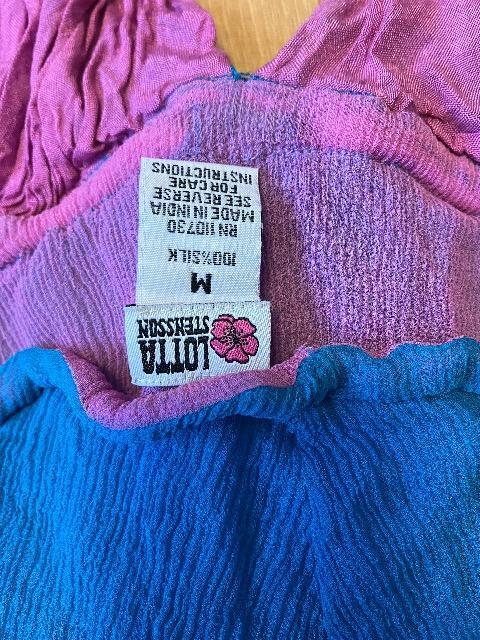 LOTTA
STENSSON
M
100% SILK
RN 110730
MADE IN INDIA
SEE REVERSE
FOR CARE
INSTRUCTIONS